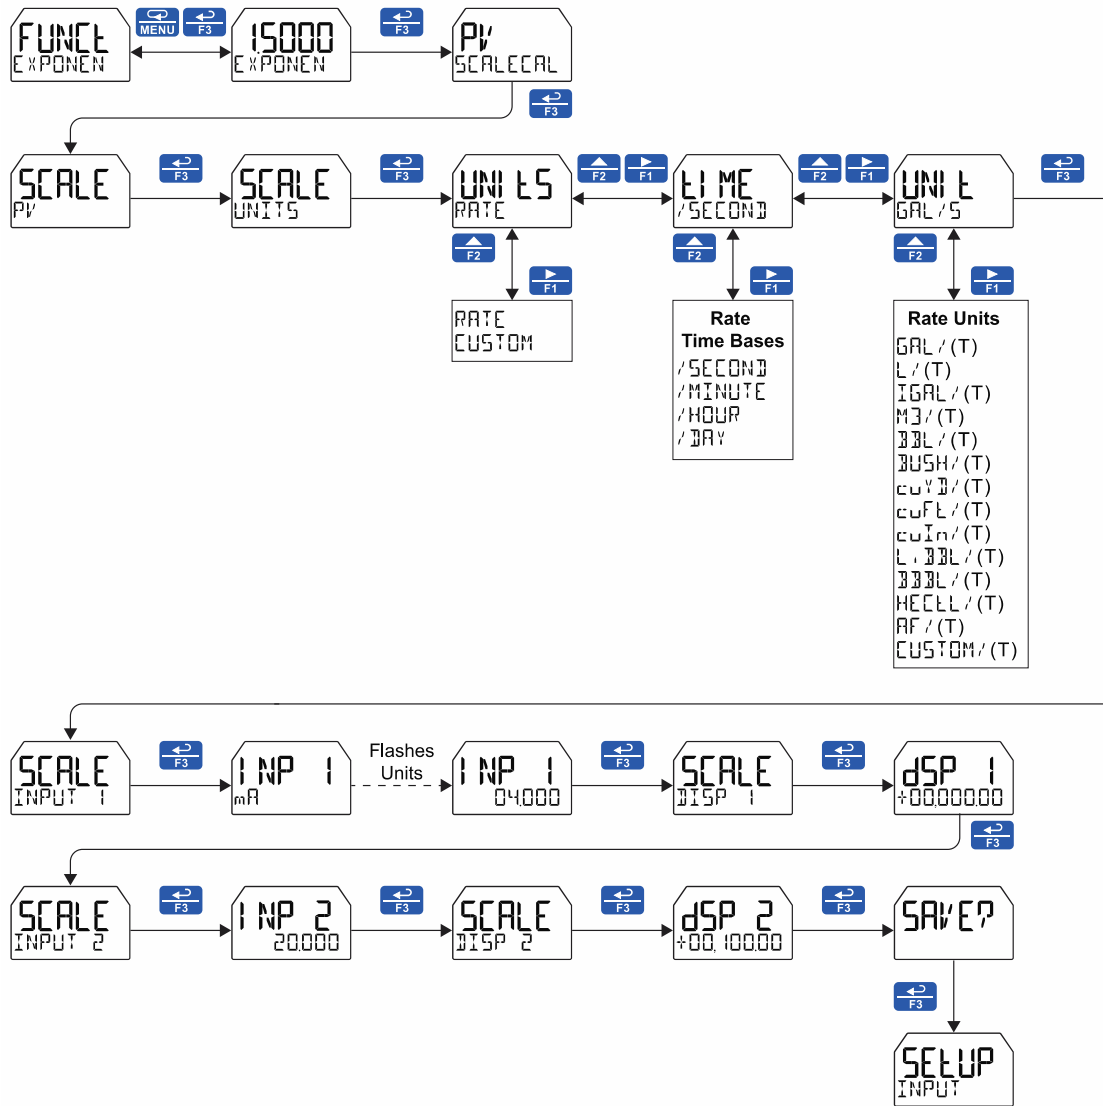 MENU F3 F3
FUNCt 1.5000 PV
EXPONEN EXPONEN SCALECAL
F3
F3 F3 F2 F1 F2 F1 F3
SCALE SCALE UNItS tIME UNIt
PV UNITS RATE /SECOND GAL/S
F2 F2 F2
F1 F1 F1
RATE
CUSTOM
Rate
Time Bases
/SECOND
/MINUTE
/HOUR
/DAY
Rate Units
GAL/(T)
L/(T)
IGAL/(T)
M3/(T)
BBL/(T)
BUSH/(T)
cuYD/(T)
cuFt/(T)
cuIn/(T)
LiBBL/(T)
BBBL/(T)
HECtL/(T)
AF/(T)
CUSTOM/(T)
F3 Flashes F3 F3
Units
SCALE INP 1 INP 1 SCALE dSP 1
INPUT 1 mA 04.000 DISP 1 +00,000.00
F3
F3 F3 F3 F3
SCALE INP 2 SCALE dSP 2 SAVE?
INPUT 2 20.000 DISP 2 +00,100.00
F3
SEtUP
INPUT